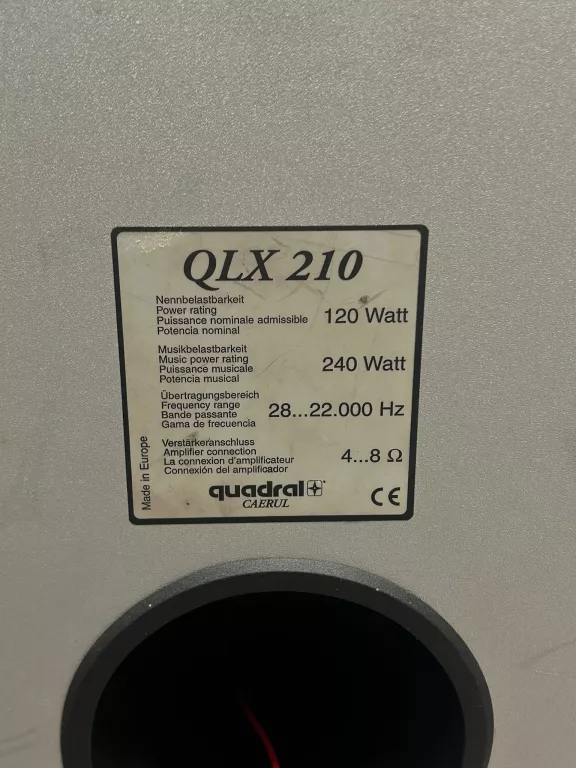 QLX 210
Nennbelastbarkeit
Power rating
Puissance nominale admissible
Potencia nominal
120 Watt
Musikbelastbarkeit
Music power rating
Puissance musicale
Potencia musical
240 Watt
Übertragungsbereich
Frequency range
Bande passante
Gama de frecuencia
28...22.000 Hz
Verstärkeranschluss
Amplifier connection
La connexion d'amplificateur
Connexión del amplificador
4...8 Ω
Made in Europe
quadral
CAERUL
CE